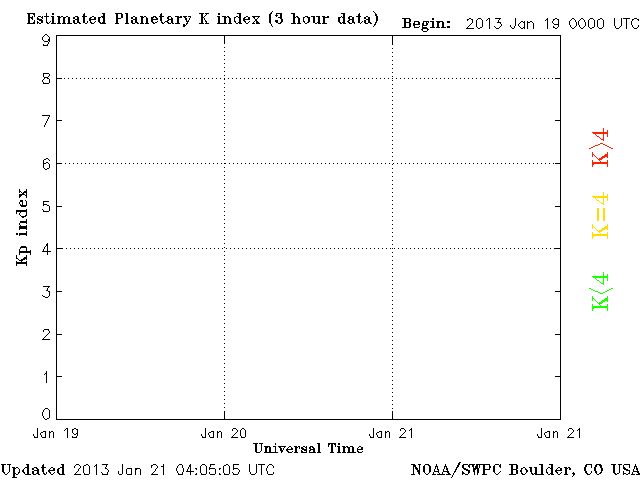 Estimated Planetary K index (3 hour data) Begin: 2013 Jan 19 0000 UTC
9
8
7
6
5
4
3
2
1
0
Kp index
K>4
K=4
K<4
Jan 19 Jan 20 Jan 21 Jan 21
Universal Time
Updated 2013 Jan 21 04:05:05 UTC NOAA/SWPC Boulder, CO USA